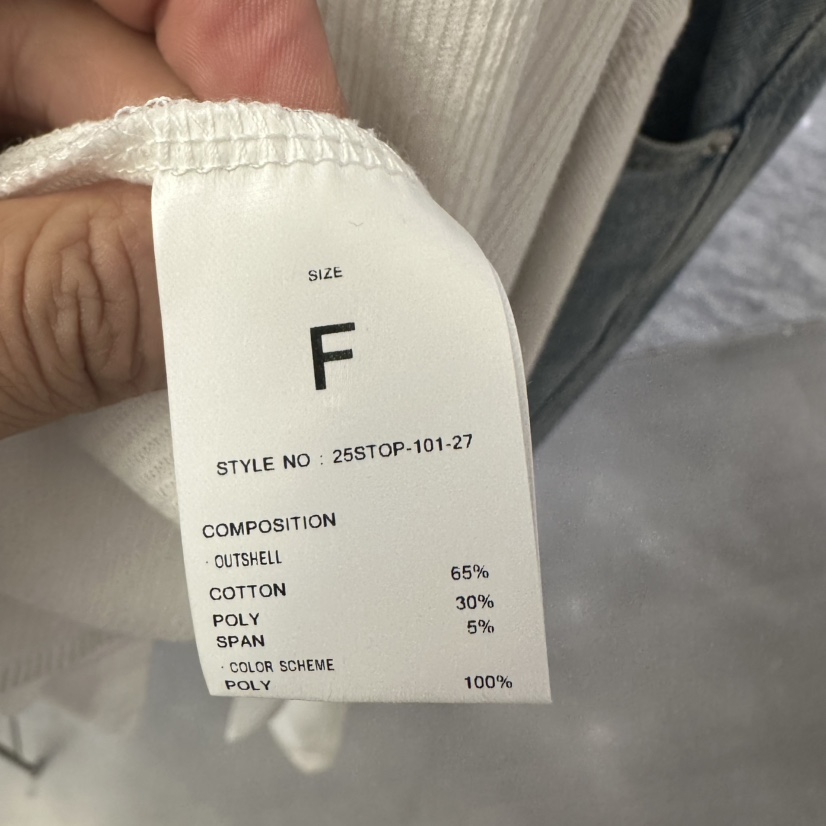 SIZE
F
STYLE NO : 25STOP-101-27
COMPOSITION
· OUTSHELL
COTTON 65%
POLY 30%
SPAN 5%
· COLOR SCHEME
POLY 100%